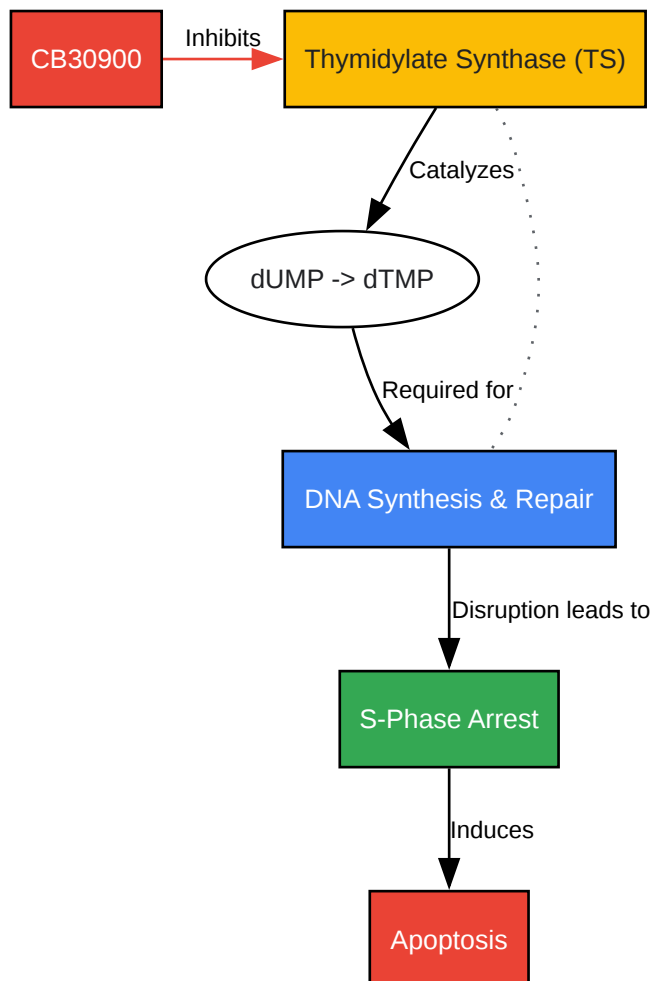 CB30900
Inhibits
Thymidylate Synthase (TS)
Catalyzes
dUMP -> dTMP
Required for
DNA Synthesis & Repair
Disruption leads to
S-Phase Arrest
Induces
Apoptosis